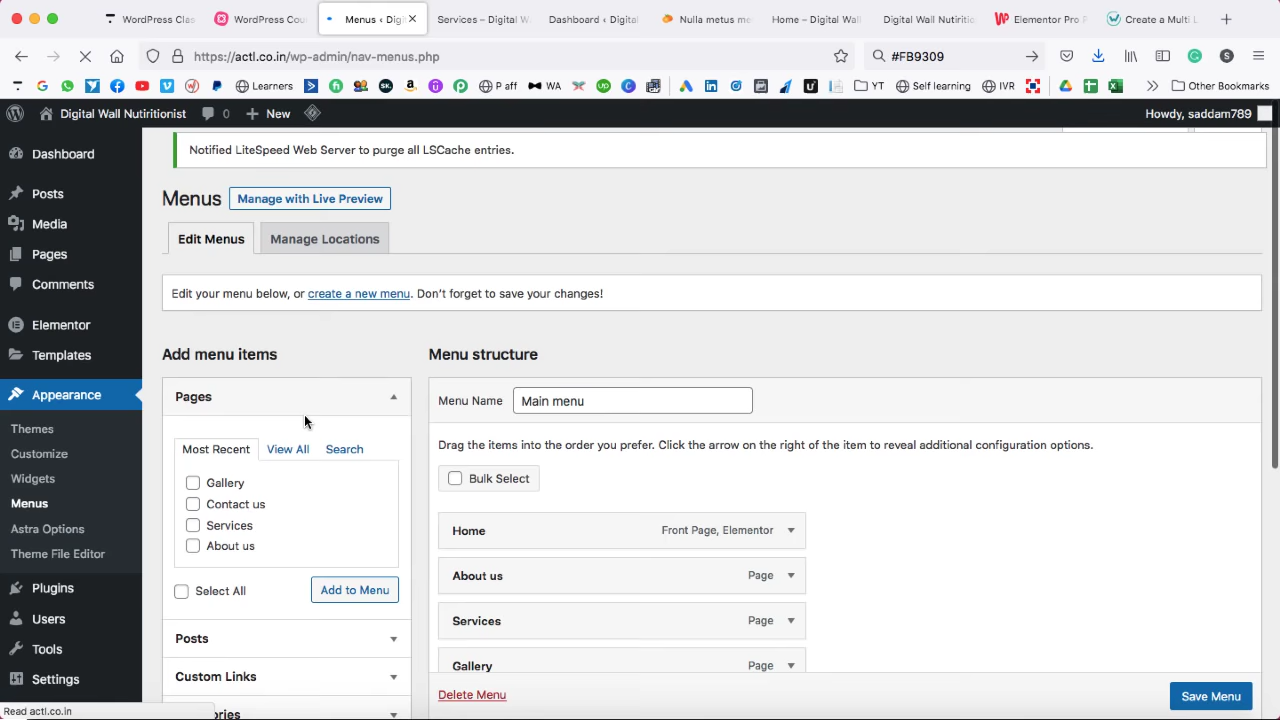 WordPress Clas
WordPress Cou
Menus ‹ Digi
Services – Digital W
Dashboard ‹ Digital
Nulla metus me
Home – Digital Wall
Digital Wall Nutritio
Elementor Pro P
Create a Multi L
https://actl.co.in/wp-admin/nav-menus.php
#FB9309
Learners
P aff
WA
YT
Self learning
IVR
Other Bookmarks
Digital Wall Nutritionist
0
New
Howdy, saddam789
Dashboard
Posts
Media
Pages
Comments
Elementor
Templates
Appearance
Themes
Customize
Widgets
Menus
Astra Options
Theme File Editor
Plugins
Users
Tools
Settings
Read actl.co.in
Notified LiteSpeed Web Server to purge all LSCache entries.
Menus
Manage with Live Preview
Edit Menus
Manage Locations
Edit your menu below, or create a new menu. Don’t forget to save your changes!
Add menu items
Pages
Most Recent
View All
Search
Gallery
Contact us
Services
About us
Select All
Add to Menu
Posts
Custom Links
Menu structure
Menu Name
Main menu
Drag the items into the order you prefer. Click the arrow on the right of the item to reveal additional configuration options.
Bulk Select
Home
Front Page, Elementor
About us
Page
Services
Page
Gallery
Page
Delete Menu
Save Menu